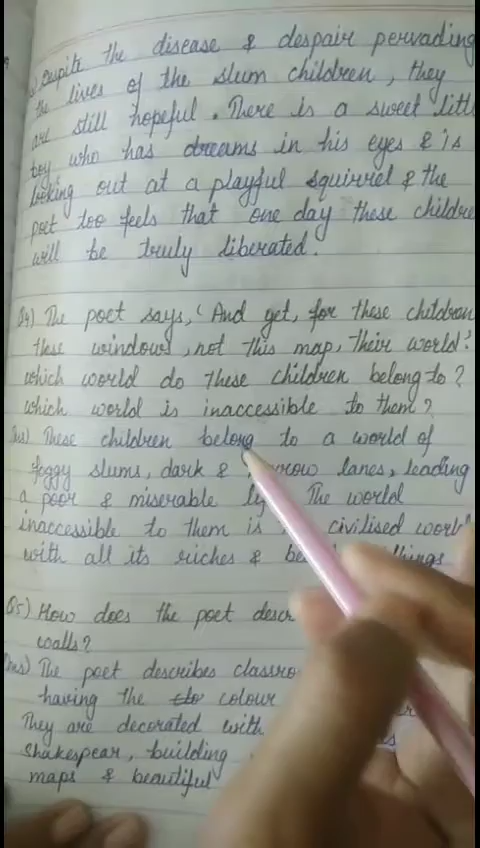 Despite the disease & despair pervading
the lives of the slum children, they
are still hopeful. There is a sweet litt
boy who has dreams in his eyes & is
looking out at a playful squirrel & the
poet too feels that one day these childre
will be truly liberated.
Q4) The poet says, 'And yet, for these children
these windows, not this map, their world.'
which world do these children belong to?
which world is inaccessible to them?
Ans) These children belong to a world of
foggy slums, dark & lanes, leading
a poor & miserable The world
inaccessible to them is civilised world
with all its riches &
Q5) How does the poet descr
walls?
Ans) The poet describes classro
having the colour
They are decorated with
Shakespear, building
maps & beautiful